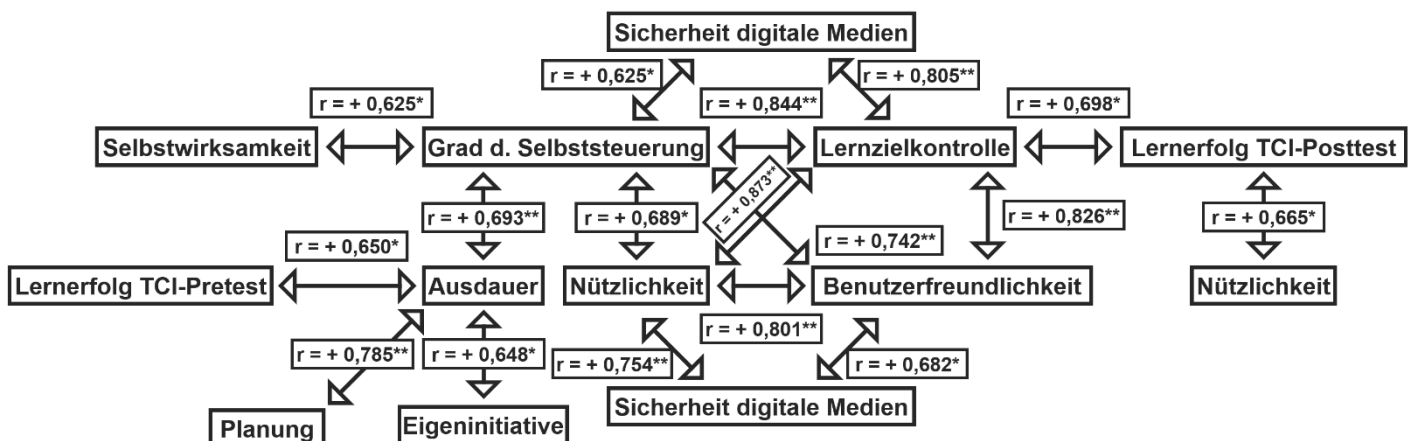 Sicherheit digitale Medien
r = + 0,625*
r = + 0,805**
r = + 0,625*
r = + 0,844**
r = + 0,698*
Selbstwirksamkeit
Grad d. Selbststeuerung
Lernzielkontrolle
Lernerfolg TCI-Posttest
r = + 0,873**
r = + 0,693**
r = + 0,689*
r = + 0,826**
r = + 0,665*
r = + 0,650*
r = + 0,742**
Lernerfolg TCI-Pretest
Ausdauer
Nützlichkeit
Benutzerfreundlichkeit
Nützlichkeit
r = + 0,801**
r = + 0,785**
r = + 0,648*
r = + 0,754**
r = + 0,682*
Sicherheit digitale Medien
Planung
Eigeninitiative